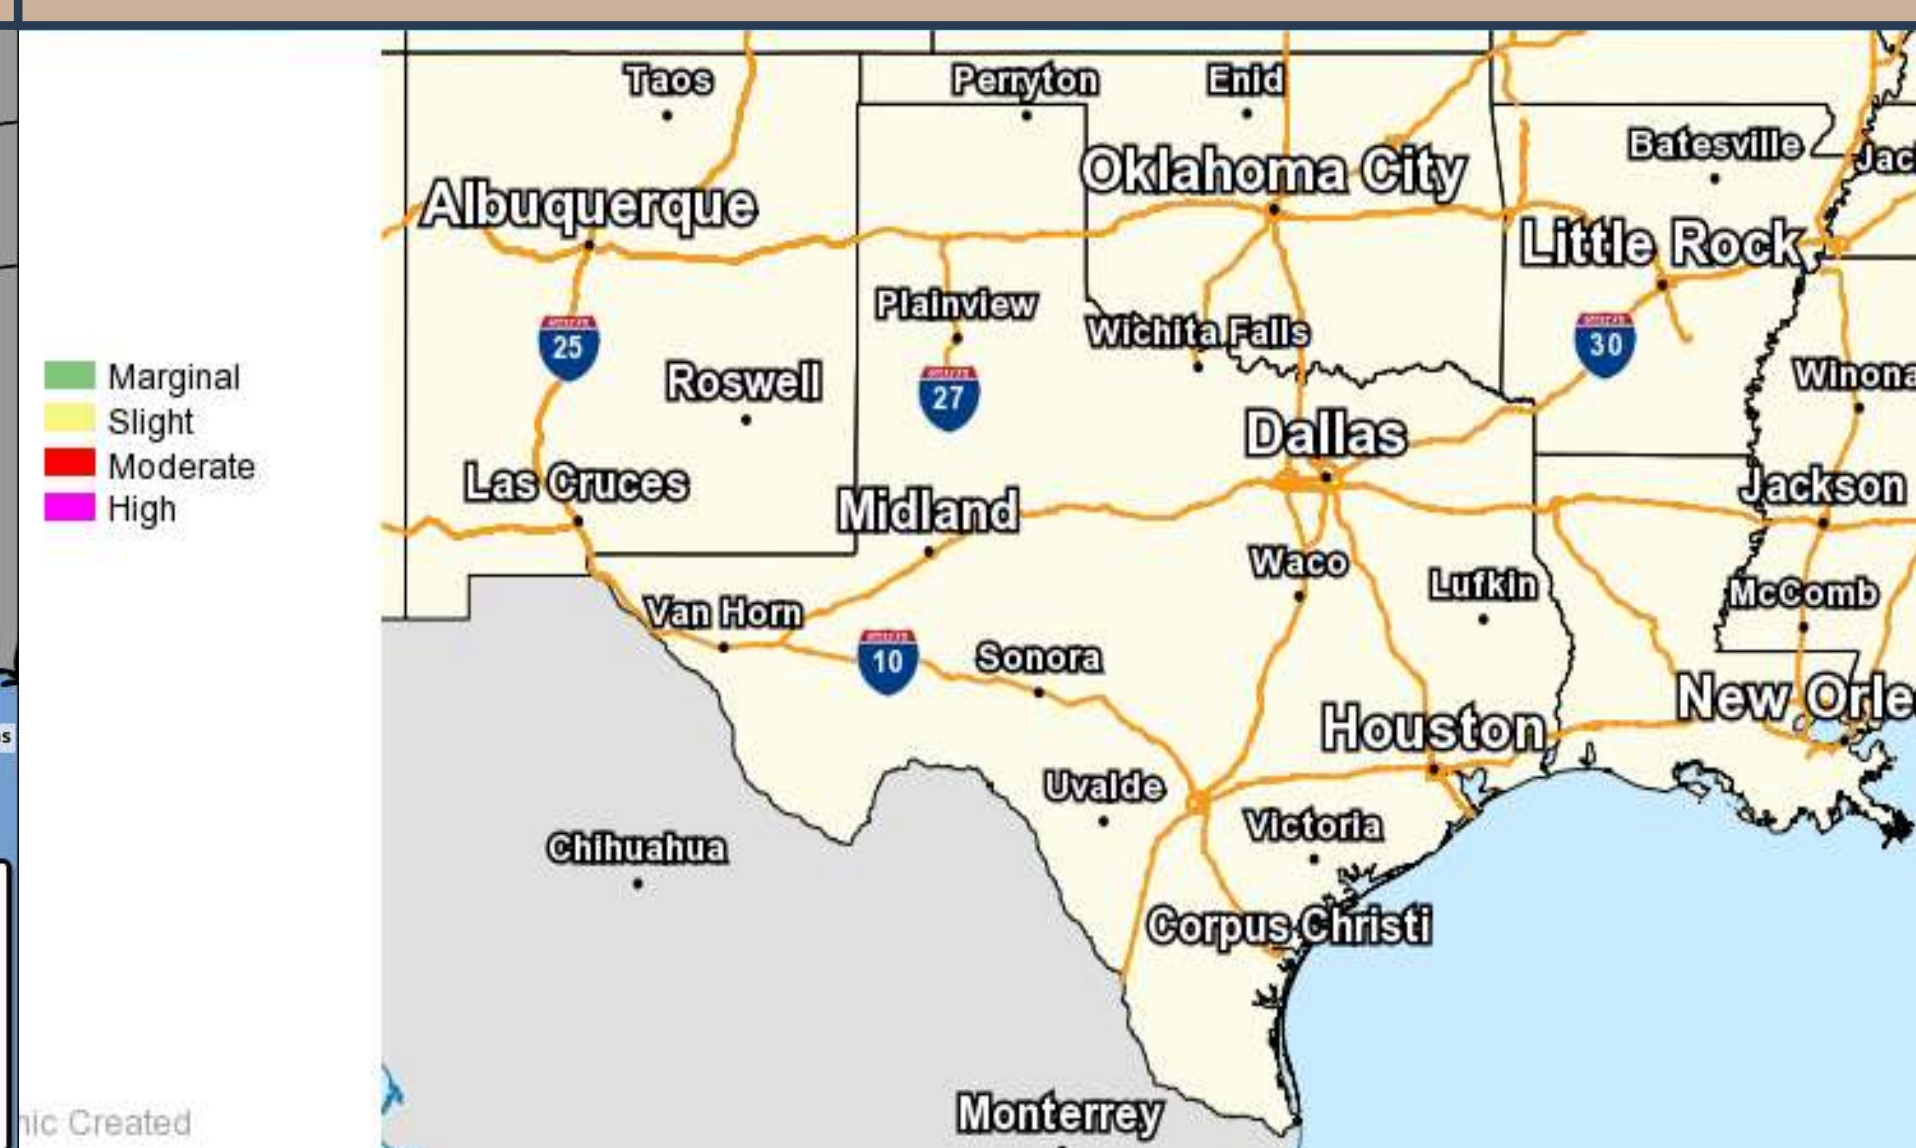 Marginal
Slight
Moderate
High
Taos
Perryton
Enid
Batesville
Oklahoma City
Albuquerque
Little Rock
Plainview
Wichita Falls
25
30
Roswell
27
Dallas
Las Cruces
Midland
Jackson
Waco
Lufkin
McComb
Van Horn
10
Sonora
New Orle
Houston
Uvalde
Victoria
Chihuahua
Corpus Christi
Monterrey
Winona
Created